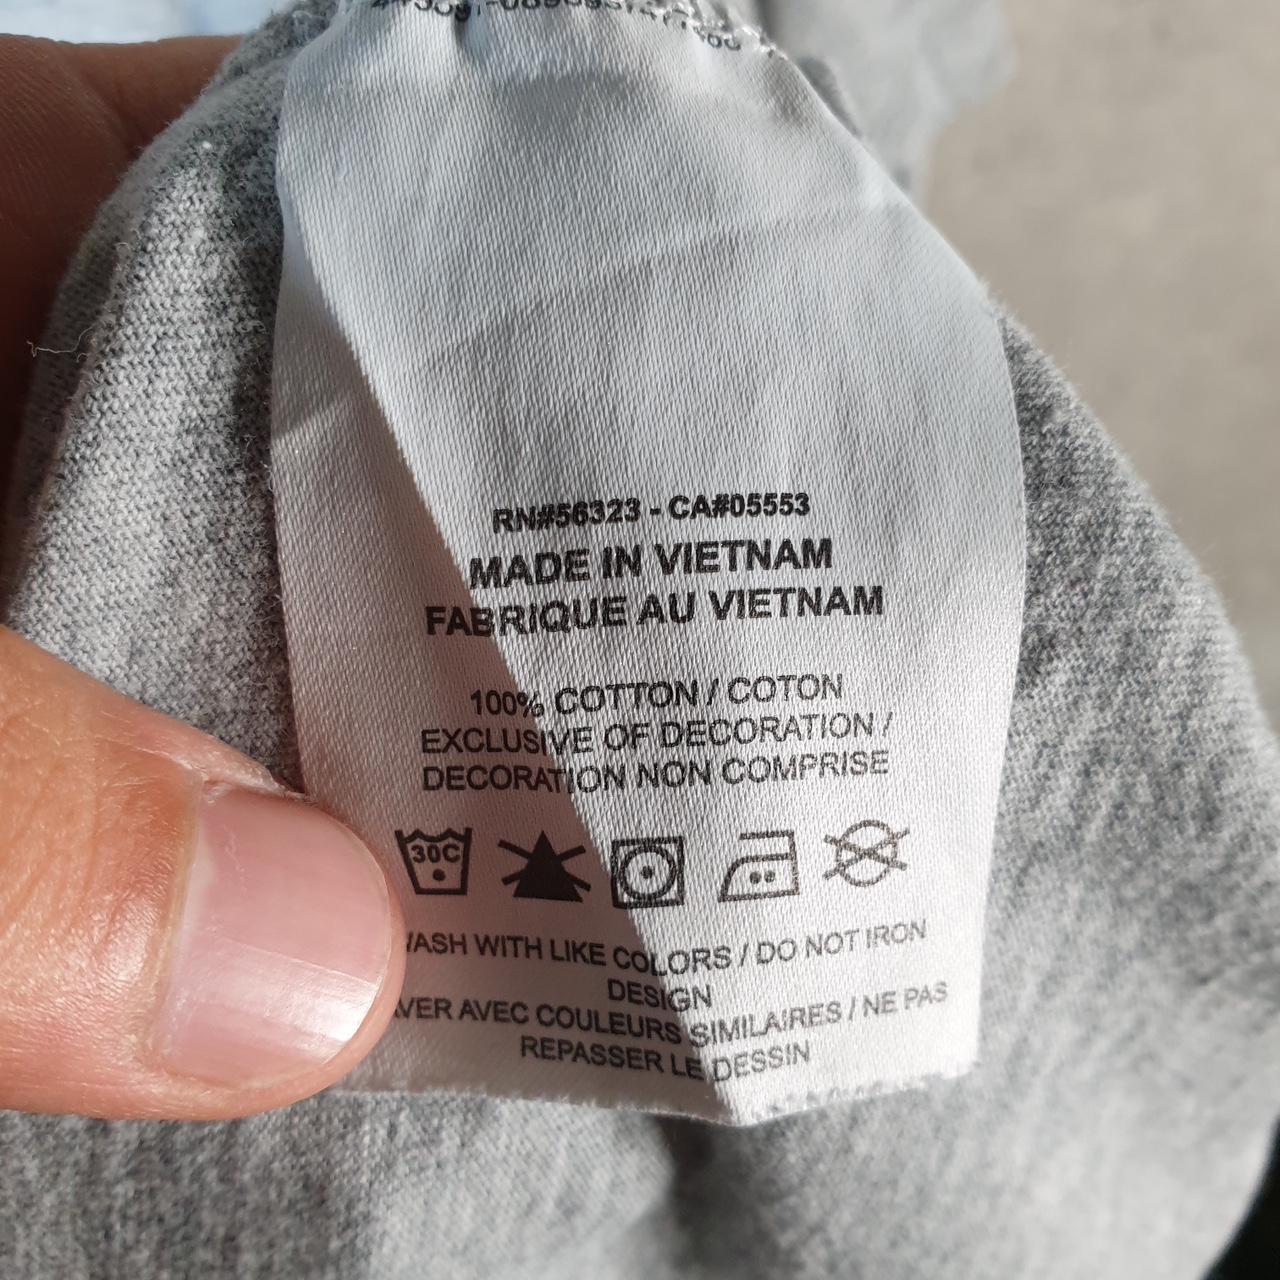 RN#56323 - CA#05553
MADE IN VIETNAM
FABRIQUE AU VIETNAM
100% COTTON / COTON
EXCLUSIVE OF DECORATION /
DECORATION NON COMPRISE
30C
WASH WITH LIKE COLORS / DO NOT IRON
DESIGN
AVER AVEC COULEURS SIMILAIRES / NE PAS
REPASSER LE DESSIN